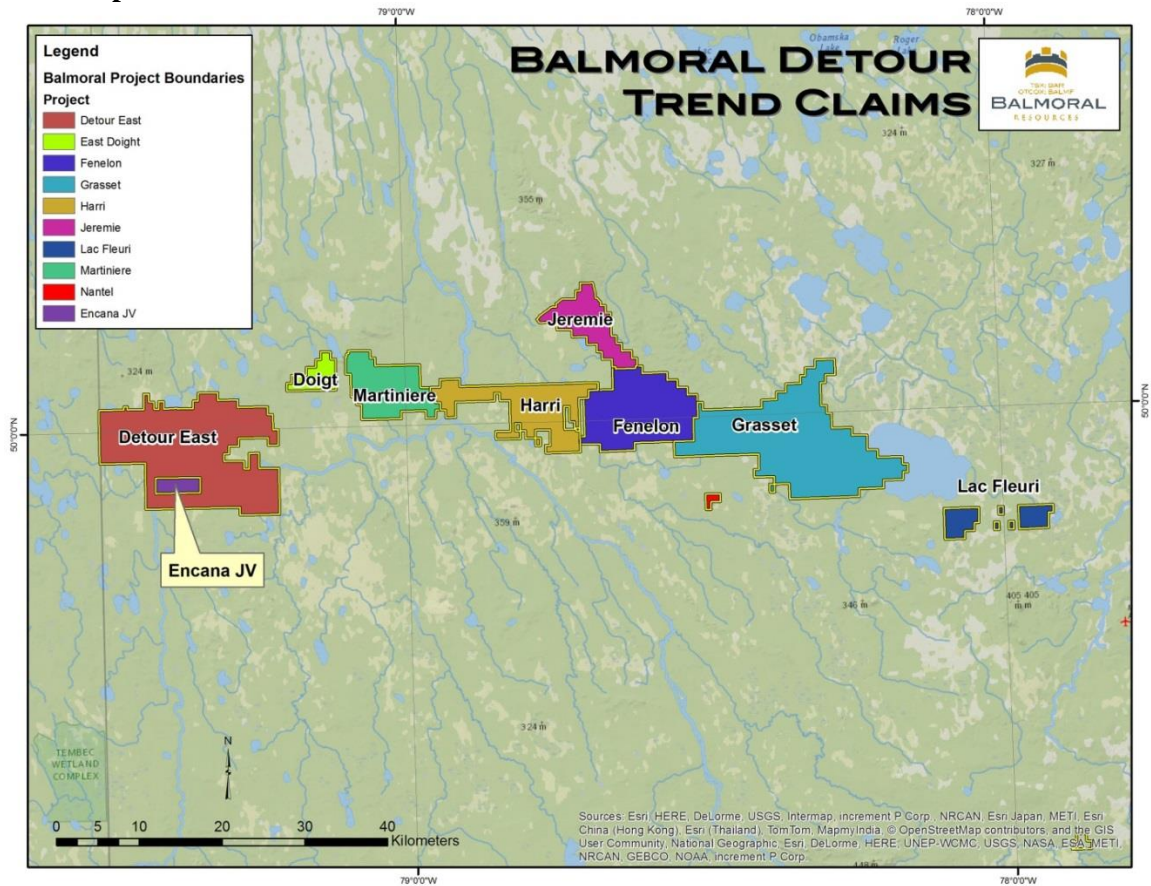 79°0'0"W
78°0'0"W
Legend
Balmoral Project Boundaries
Project
Detour East
East Doight
Fenelon
Grasset
Harri
Jeremie
Lac Fleuri
Martiniere
Nantel
Encana JV
BALMORAL DETOUR
TREND CLAIMS
BALMORAL
RESOURCES
Obamska
Lake
Roger
324 m
327 m
355 m
Jeremie
324 m
Doigt
Martiniere
Harri
Fenelon
Grasset
Detour East
50°0'0"N
50°0'0"N
Lac Fleuri
359 m
Encana JV
346 m
405 405
m m
324 m
TEMBEC
WETLAND
COMPLEX
N
0 5 10 20 30 40
Kilometers
Sources: Esri, HERE, DeLorme, USGS, Intermap, increment P Corp., NRCAN, Esri Japan, METI, Esri
China (Hong Kong), Esri (Thailand), TomTom, MapmyIndia, © OpenStreetMap contributors, and the GIS
User Community, National Geographic, Esri, DeLorme, HERE, UNEP-WCMC, USGS, NASA, ESA, METI,
NRCAN, GEBCO, NOAA, increment P Corp.
79°0'0"W
78°0'0"W